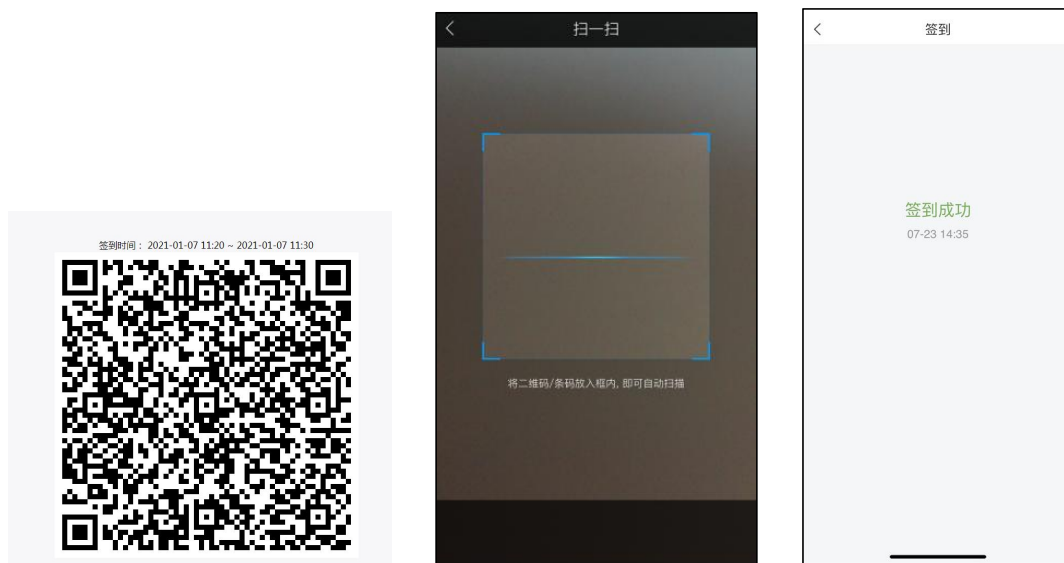 签到时间： 2021-01-07 11:20 ~ 2021-01-07 11:30
扫一扫
将二维码/条码放入框内, 即可自动扫描
签到
签到成功
07-23 14:35